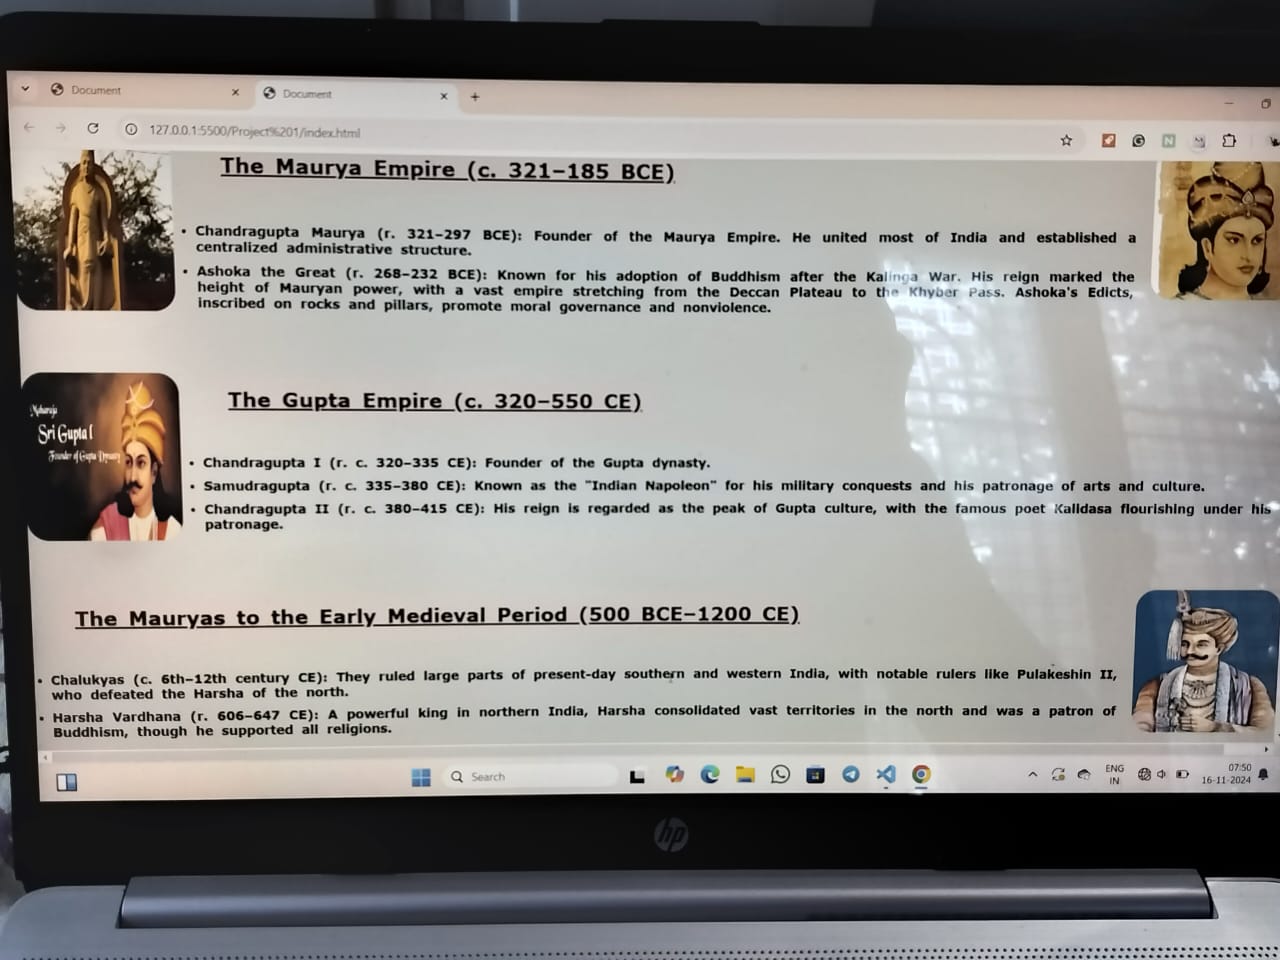 Document
Document
127.0.0.1:5500/Project%201/index.html
The Maurya Empire (c. 321–185 BCE)
• Chandragupta Maurya (r. 321–297 BCE): Founder of the Maurya Empire. He united most of India and established a
centralized administrative structure.
• Ashoka the Great (r. 268–232 BCE): Known for his adoption of Buddhism after the Kalinga War. His reign marked the
height of Mauryan power, with a vast empire stretching from the Deccan Plateau to the Khyber Pass. Ashoka's Edicts,
inscribed on rocks and pillars, promote moral governance and nonviolence.
Maharaja
Sri Gupta I
Founder of Gupta Dynasty
The Gupta Empire (c. 320–550 CE)
• Chandragupta I (r. c. 320–335 CE): Founder of the Gupta dynasty.
• Samudragupta (r. c. 335–380 CE): Known as the "Indian Napoleon" for his military conquests and his patronage of arts and culture.
• Chandragupta II (r. c. 380–415 CE): His reign is regarded as the peak of Gupta culture, with the famous poet Kalidasa flourishing under his
patronage.
The Mauryas to the Early Medieval Period (500 BCE–1200 CE)
• Chalukyas (c. 6th–12th century CE): They ruled large parts of present-day southern and western India, with notable rulers like Pulakeshin II,
who defeated the Harsha of the north.
• Harsha Vardhana (r. 606–647 CE): A powerful king in northern India, Harsha consolidated vast territories in the north and was a patron of
Buddhism, though he supported all religions.
Search
ENG
IN
07:50
16-11-2024
hp